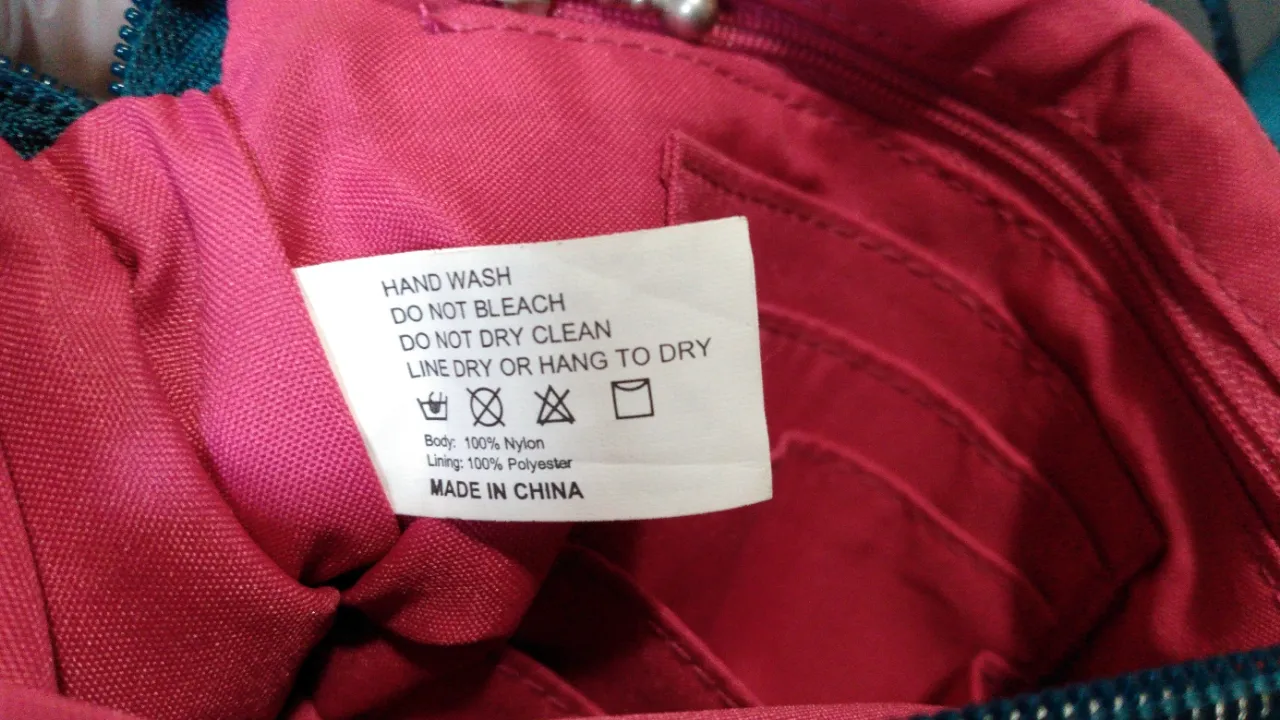 HAND WASH
DO NOT BLEACH
DO NOT DRY CLEAN
LINE DRY OR HANG TO DRY
Body: 100% Nylon
Lining: 100% Polyester
MADE IN CHINA